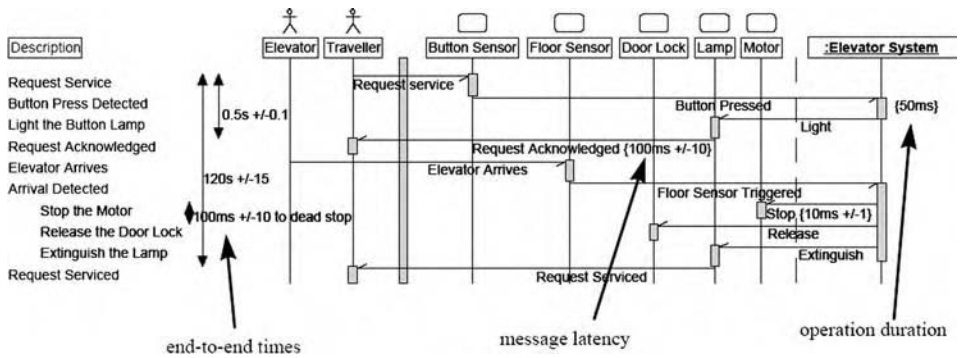 Description
Elevator
Traveller
Button Sensor
Floor Sensor
Door Lock
Lamp
Motor
:Elevator System
Request Service
Request service
Button Press Detected
0.5s +/-0.1
Button Pressed
{50ms}
Light the Button Lamp
Light
Request Acknowledged
Request Acknowledged {100ms +/-10}
Elevator Arrives
Elevator Arrives
120s +/-15
Arrival Detected
Floor Sensor Triggered
Stop the Motor
100ms +/-10 to dead stop
Stop {10ms +/-1}
Release the Door Lock
Release
Extinguish the Lamp
Extinguish
Request Serviced
Request Serviced
end-to-end times
message latency
operation duration